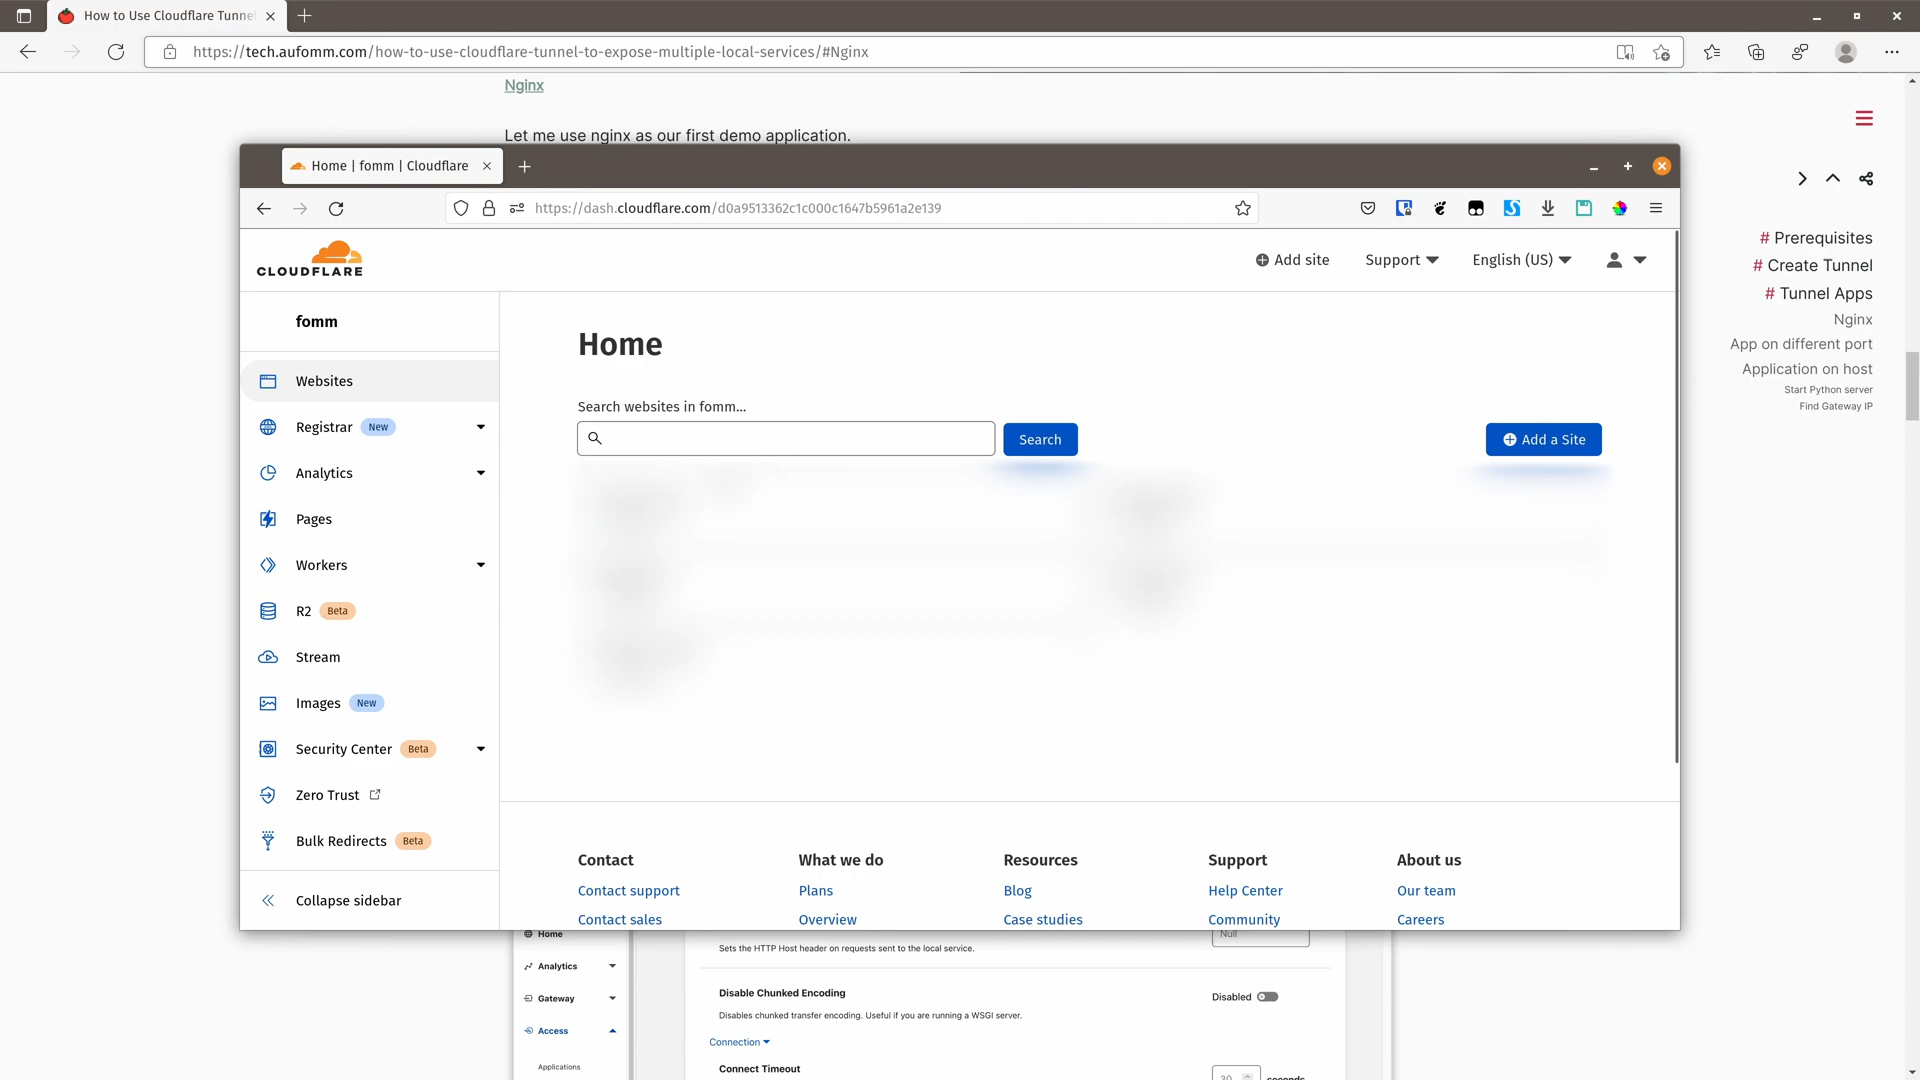 How to Use Cloudflare Tunne
https://tech.aufomm.com/how-to-use-cloudflare-tunnel-to-expose-multiple-local-services/#Nginx
Nginx
Let me use nginx as our first demo application.
Home | fomm | Cloudflare
https://dash.cloudflare.com/d0a9513362c1c000c1647b5961a2e139
CLOUDFLARE
Add site
Support
English (US)
fomm
Websites
Registrar New
Analytics
Pages
Workers
R2 Beta
Stream
Images New
Security Center Beta
Zero Trust
Bulk Redirects Beta
Collapse sidebar
Home
Search websites in fomm...
Search
Add a Site
Contact
Contact support
Contact sales
What we do
Plans
Overview
Resources
Blog
Case studies
Support
Help Center
Community
About us
Our team
Careers
# Prerequisites
# Create Tunnel
# Tunnel Apps
Nginx
App on different port
Application on host
Start Python server
Find Gateway IP
Home
Analytics
Gateway
Access
Applications
Sets the HTTP Host header on requests sent to the local service.
Null
Disable Chunked Encoding
Disabled
Disables chunked transfer encoding. Useful if you are running a WSGI server.
Connection
Connect Timeout
30
seconds